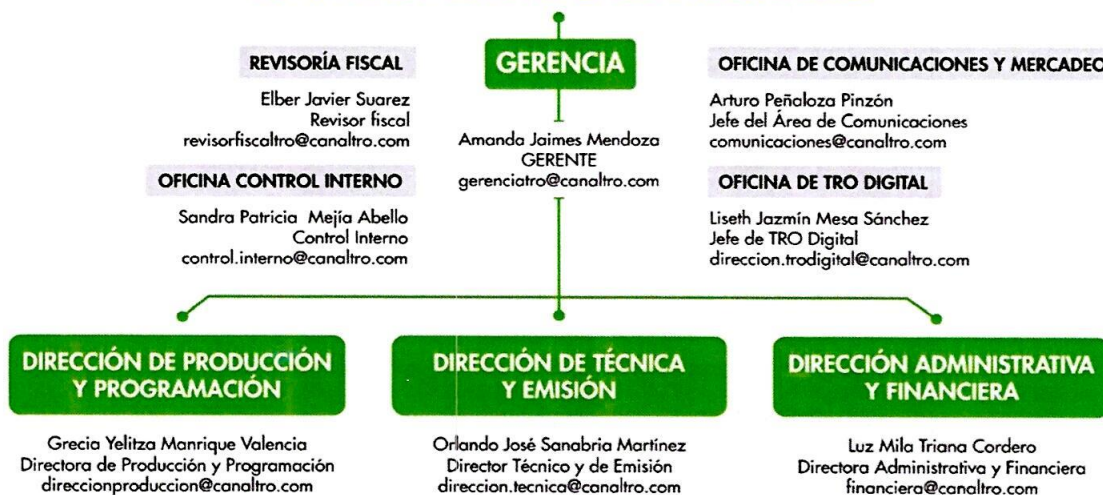 REVISORÍA FISCAL
Elber Javier Suarez
Revisor fiscal
revisorfiscaltro@canaltro.com
OFICINA CONTROL INTERNO
Sandra Patricia Mejía Abello
Control Interno
control.interno@canaltro.com
GERENCIA
Amanda Jaimes Mendoza
GERENTE
gerenciatro@canaltro.com
OFICINA DE COMUNICACIONES Y MERCADEO
Arturo Peñaloza Pinzón
Jefe del Área de Comunicaciones
comunicaciones@canaltro.com
OFICINA DE TRO DIGITAL
Liseth Jazmín Mesa Sánchez
Jefe de TRO Digital
direccion.trodigital@canaltro.com
DIRECCIÓN DE PRODUCCIÓN
Y PROGRAMACIÓN
Grecia Yelitza Manrique Valencia
Directora de Producción y Programación
direccionproduccion@canaltro.com
DIRECCIÓN DE TÉCNICA
Y EMISIÓN
Orlando José Sanabria Martínez
Director Técnico y de Emisión
direccion.tecnica@canaltro.com
DIRECCIÓN ADMINISTRATIVA
Y FINANCIERA
Luz Mila Triana Cordero
Directora Administrativa y Financiera
financiera@canaltro.com